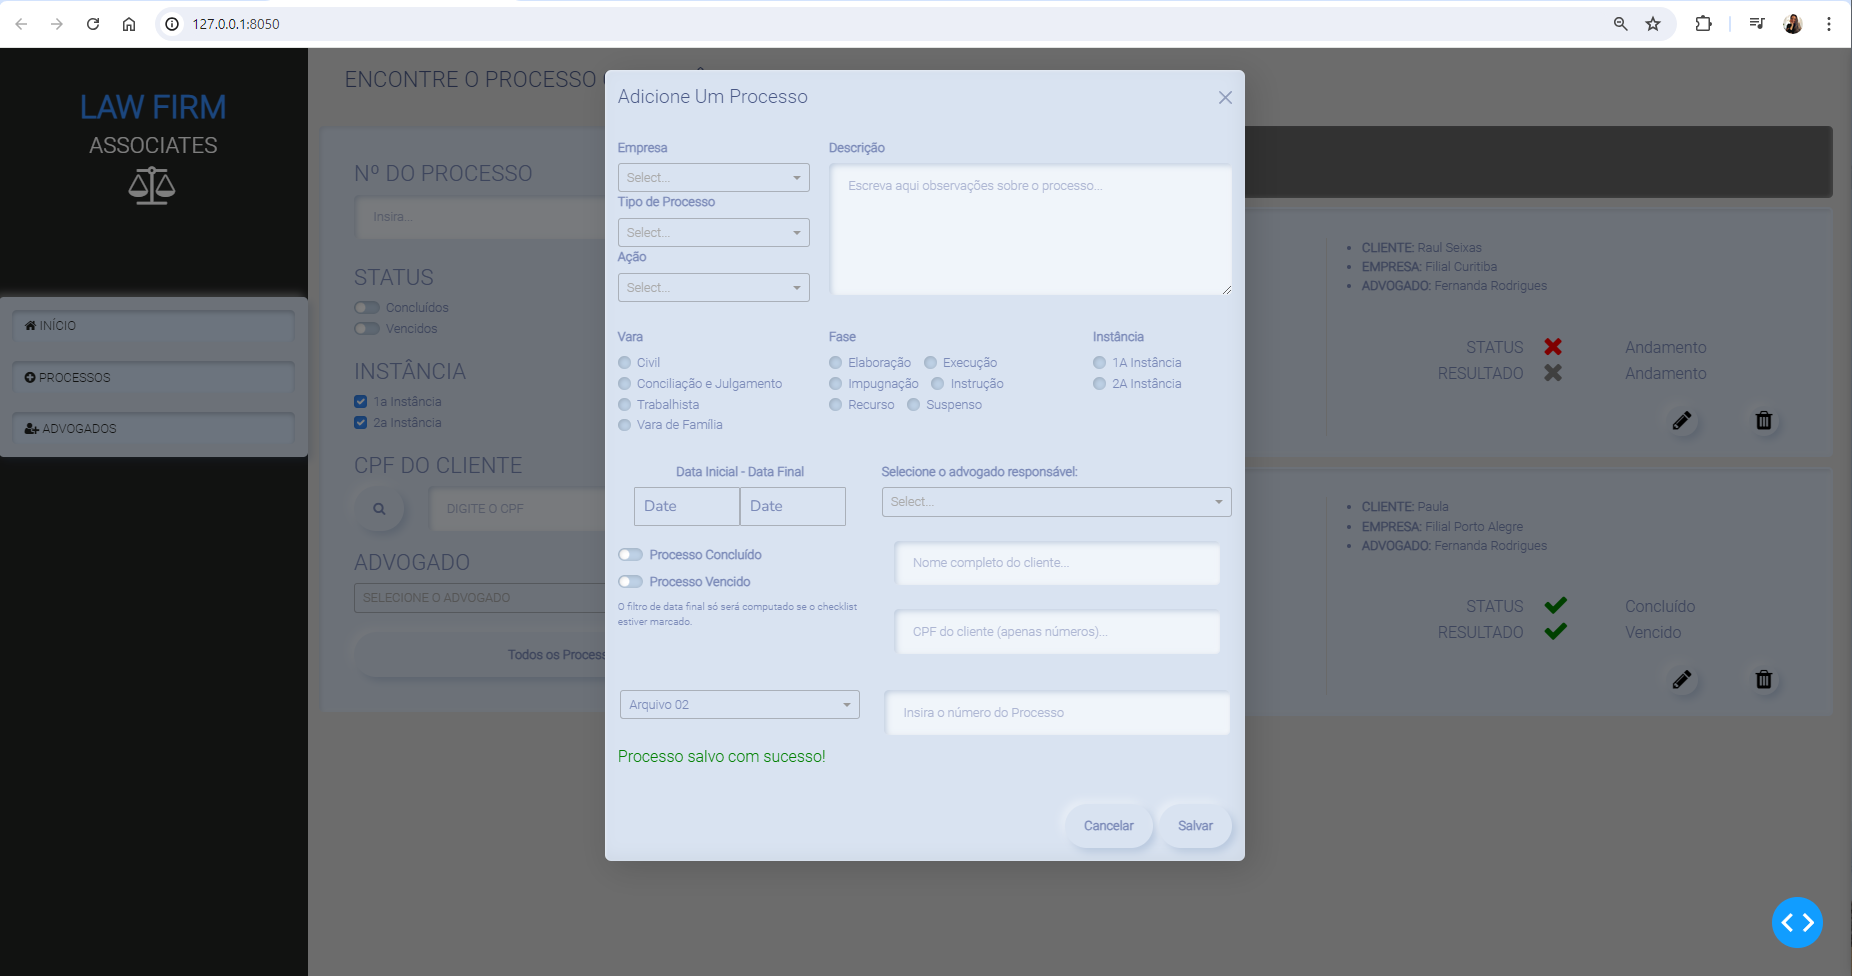 127.0.0.1:8050
LAW FIRM
ASSOCIATES
INÍCIO
PROCESSOS
ADVOGADOS
ENCONTRE O PROCESSO
Nº DO PROCESSO
Insira...
STATUS
Concluídos
Vencidos
INSTÂNCIA
1a Instância
2a Instância
CPF DO CLIENTE
DIGITE O CPF
ADVOGADO
SELECIONE O ADVOGADO
Todos os Process
Adicione Um Processo
Empresa
Select...
Tipo de Processo
Select...
Ação
Select...
Descrição
Escreva aqui observações sobre o processo...
Vara
Civil
Conciliação e Julgamento
Trabalhista
Vara de Família
Fase
Elaboração Execução
Impugnação Instrução
Recurso Suspenso
Instância
1A Instância
2A Instância
Data Inicial - Data Final
Date Date
Selecione o advogado responsável:
Select...
Processo Concluído
Processo Vencido
O filtro de data final só será computado se o checklist
estiver marcado.
Nome completo do cliente...
CPF do cliente (apenas números)...
Arquivo 02
Insira o número do Processo
Processo salvo com sucesso!
Cancelar
Salvar
CLIENTE: Raul Seixas
EMPRESA: Filial Curitiba
ADVOGADO: Fernanda Rodrigues
STATUS Andamento
RESULTADO Andamento
CLIENTE: Paula
EMPRESA: Filial Porto Alegre
ADVOGADO: Fernanda Rodrigues
STATUS Concluído
RESULTADO Vencido